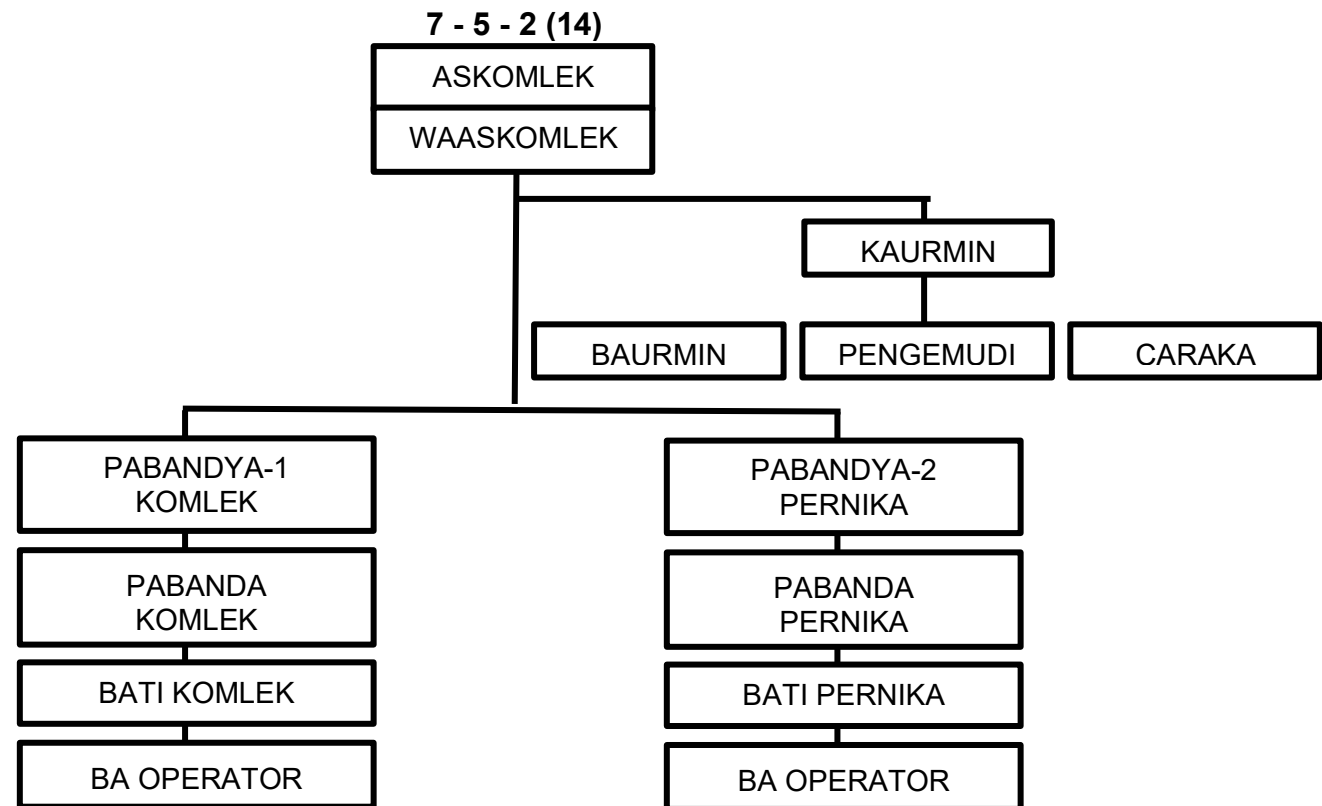 7 - 5 - 2 (14)
ASKOMLEK
WAASKOMLEK
KAURMIN
BAURMIN
PENGEMUDI
CARAKA
PABANDYA-1
KOMLEK
PABANDYA-2
PERNIKA
PABANDA
KOMLEK
PABANDA
PERNIKA
BATI KOMLEK
BATI PERNIKA
BA OPERATOR
BA OPERATOR